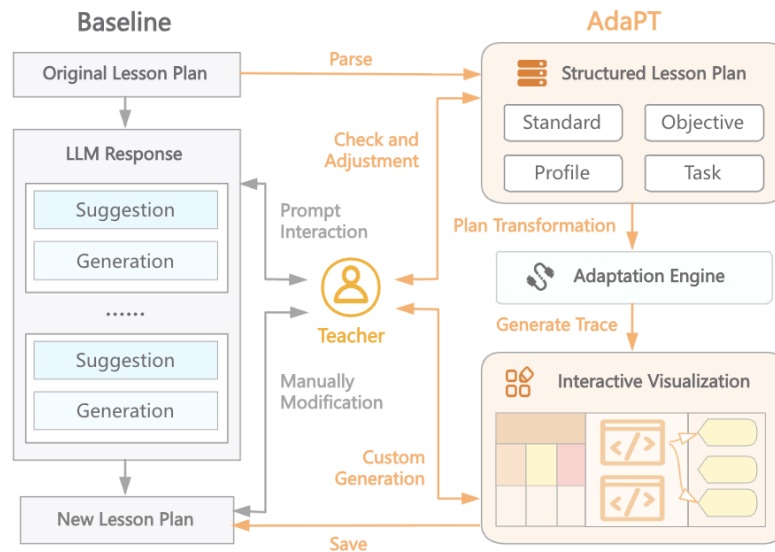 Baseline
AdaPT
Original Lesson Plan
Parse
Structured Lesson Plan
Standard
Objective
Profile
Task
Check and
Adjustment
LLM Response
Suggestion
Generation
......
Suggestion
Generation
Prompt
Interaction
Teacher
Manually
Modification
Plan Transformation
Adaptation Engine
Generate Trace
Interactive Visualization
</>
</>
Custom
Generation
New Lesson Plan
Save